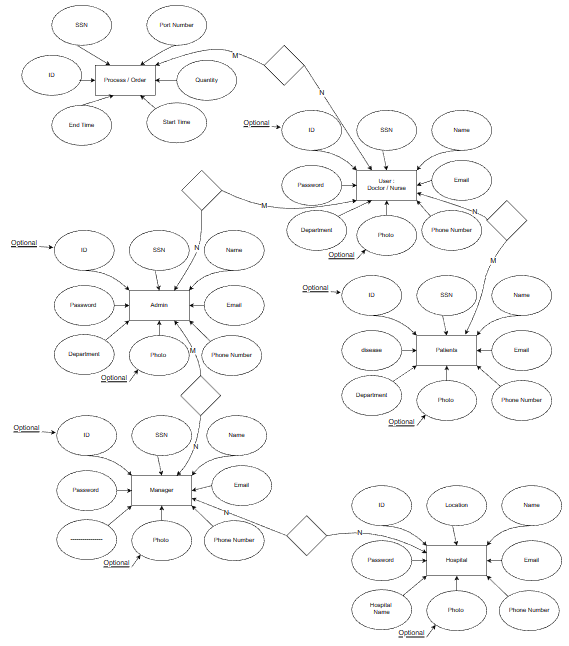 SSN
Port Number
ID
Process / Order
Quantity
End Time
Start Time
M
N
Optional
ID
SSN
Name
Password
User :
Doctor / Nurse
Email
Department
Photo
Phone Number
Optional
N
M
M
N
Optional
ID
SSN
Name
Password
Admin
Email
Department
Photo
Phone Number
Optional
Optional
ID
SSN
Name
disease
Patients
Email
Department
Photo
Phone Number
Optional
M
N
Optional
ID
SSN
Name
Password
Manager
Email
----------------
Photo
Phone Number
Optional
N
N
ID
Location
Name
Password
Hospital
Email
Hospital
Name
Photo
Phone Number
Optional